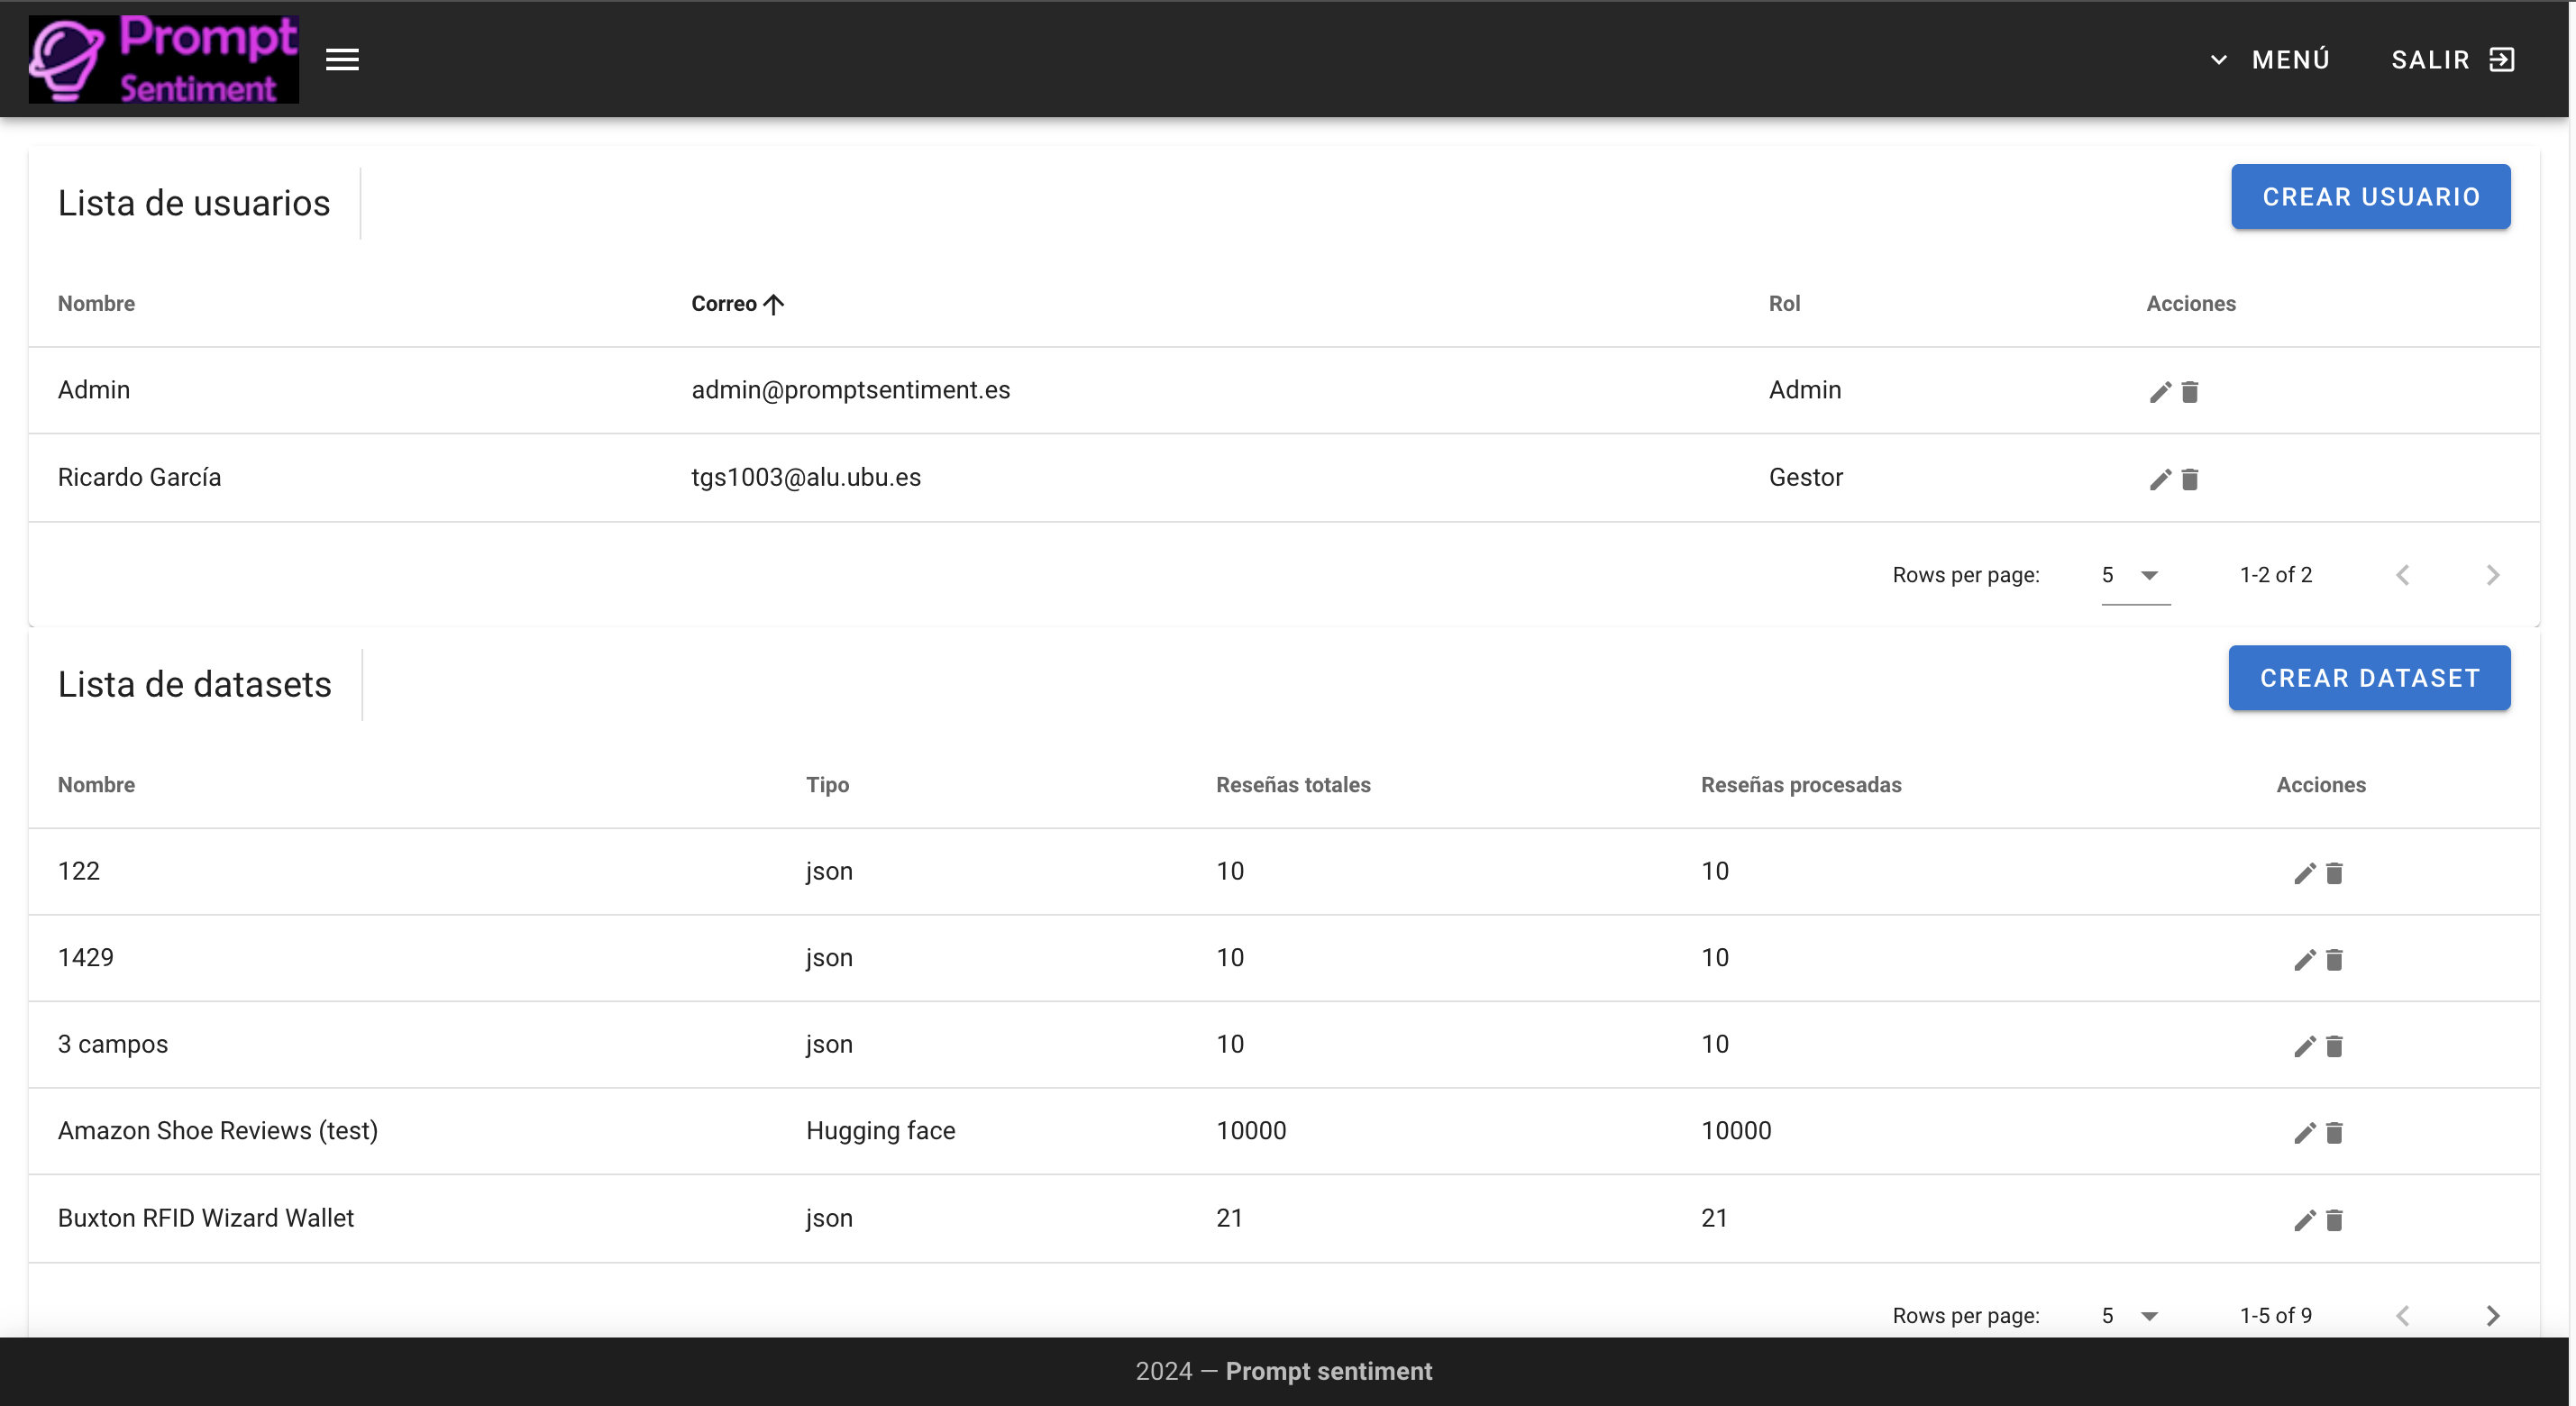 Prompt
Sentiment
MENÚ SALIR
Lista de usuarios CREAR USUARIO
Nombre Correo Rol Acciones
Admin admin@promptsentiment.es Admin
Ricardo García tgs1003@alu.ubu.es Gestor
Rows per page: 5 1-2 of 2
Lista de datasets CREAR DATASET
Nombre Tipo Reseñas totales Reseñas procesadas Acciones
122 json 10 10
1429 json 10 10
3 campos json 10 10
Amazon Shoe Reviews (test) Hugging face 10000 10000
Buxton RFID Wizard Wallet json 21 21
Rows per page: 5 1-5 of 9
2024 — Prompt sentiment